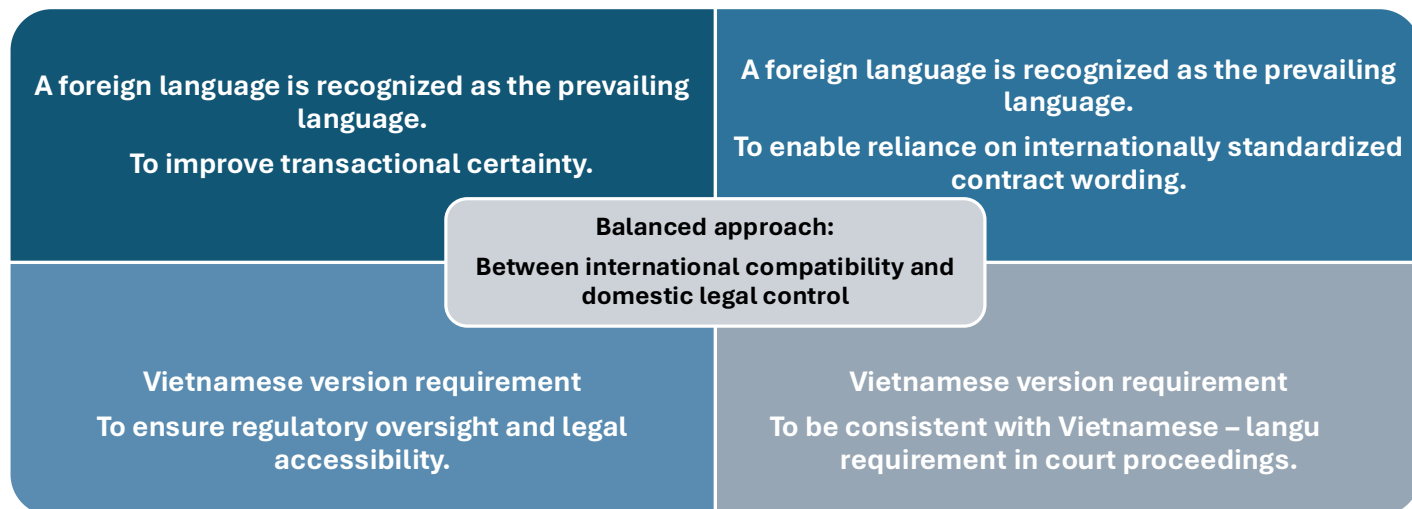 A foreign language is recognized as the prevailing
language.
To improve transactional certainty.
A foreign language is recognized as the prevailing
language.
To enable reliance on internationally standardized
contract wording.
Balanced approach:
Between international compatibility and
domestic legal control
Vietnamese version requirement
To ensure regulatory oversight and legal
accessibility.
Vietnamese version requirement
To be consistent with Vietnamese – langu
requirement in court proceedings.